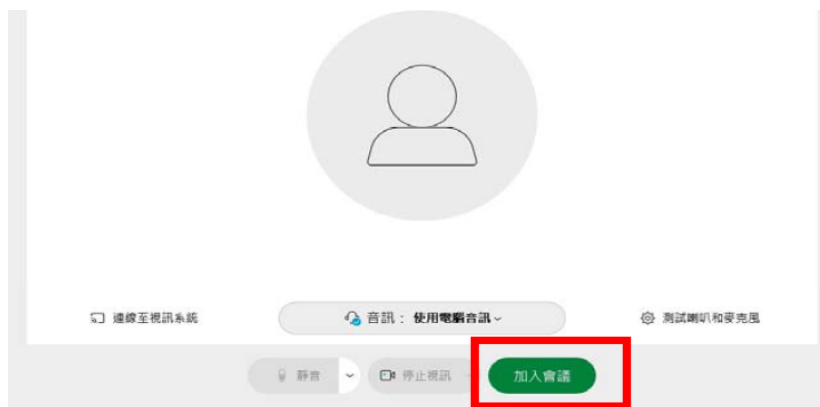 連線至視訊系統
音訊： 使用電腦音訊
測試喇叭和麥克風
靜音
停止視訊
加入會議